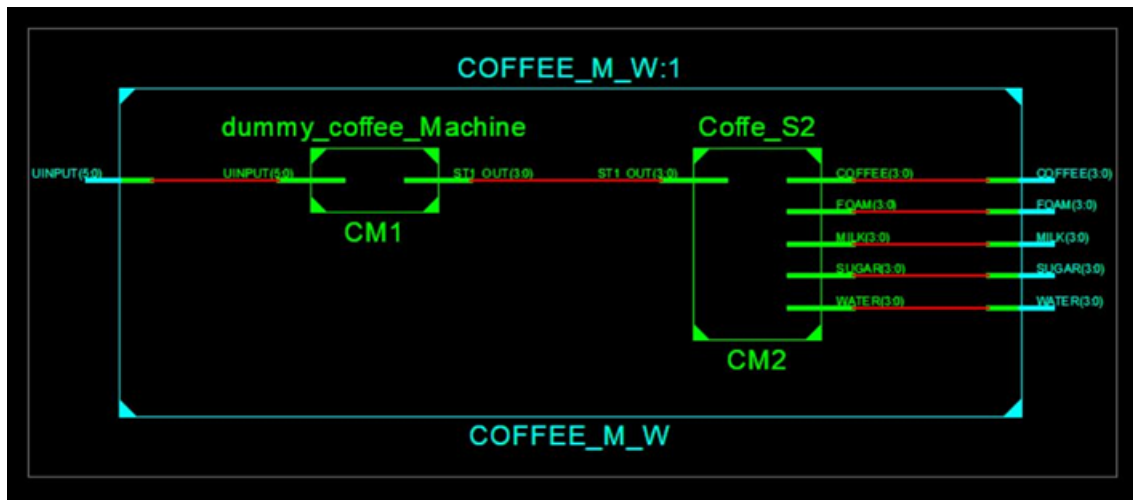 COFFEE_M_W:1
dummy_coffee_Machine
Coffe_S2
UINPUT(5:0)
UINPUT(5:0)
ST1_OUT(3:0)
ST1_OUT(3:0)
COFFEE(3:0)
COFFEE(3:0)
FOAM(3:0)
FOAM(3:0)
CM1
MILK(3:0)
MILK(3:0)
SUGAR(3:0)
SUGAR(3:0)
WATER(3:0)
WATER(3:0)
CM2
COFFEE_M_W